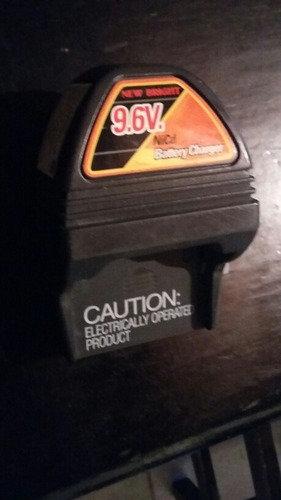 NEW BRIGHT
9.6V.
NiCd
Battery Charger
CAUTION:
ELECTRICALLY OPERATED
PRODUCT